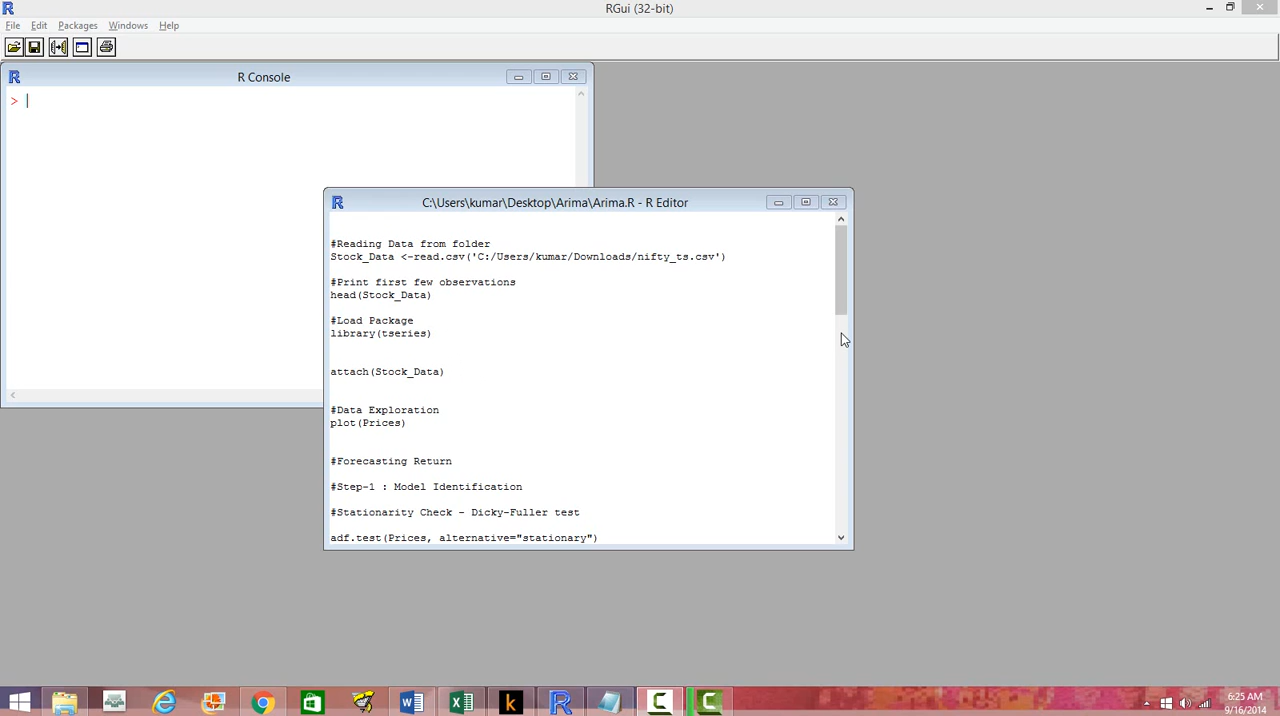 RGui (32-bit)
File Edit Packages Windows Help
R Console
>
C:\Users\kumar\Desktop\Arima\Arima.R - R Editor
#Reading Data from folder
Stock_Data <-read.csv('C:/Users/kumar/Downloads/nifty_ts.csv')
#Print first few observations
head(Stock_Data)
#Load Package
library(tseries)
attach(Stock_Data)
#Data Exploration
plot(Prices)
#Forecasting Return
#Step-1 : Model Identification
#Stationarity Check - Dicky-Fuller test
adf.test(Prices, alternative="stationary")
6:25 AM
9/16/2014